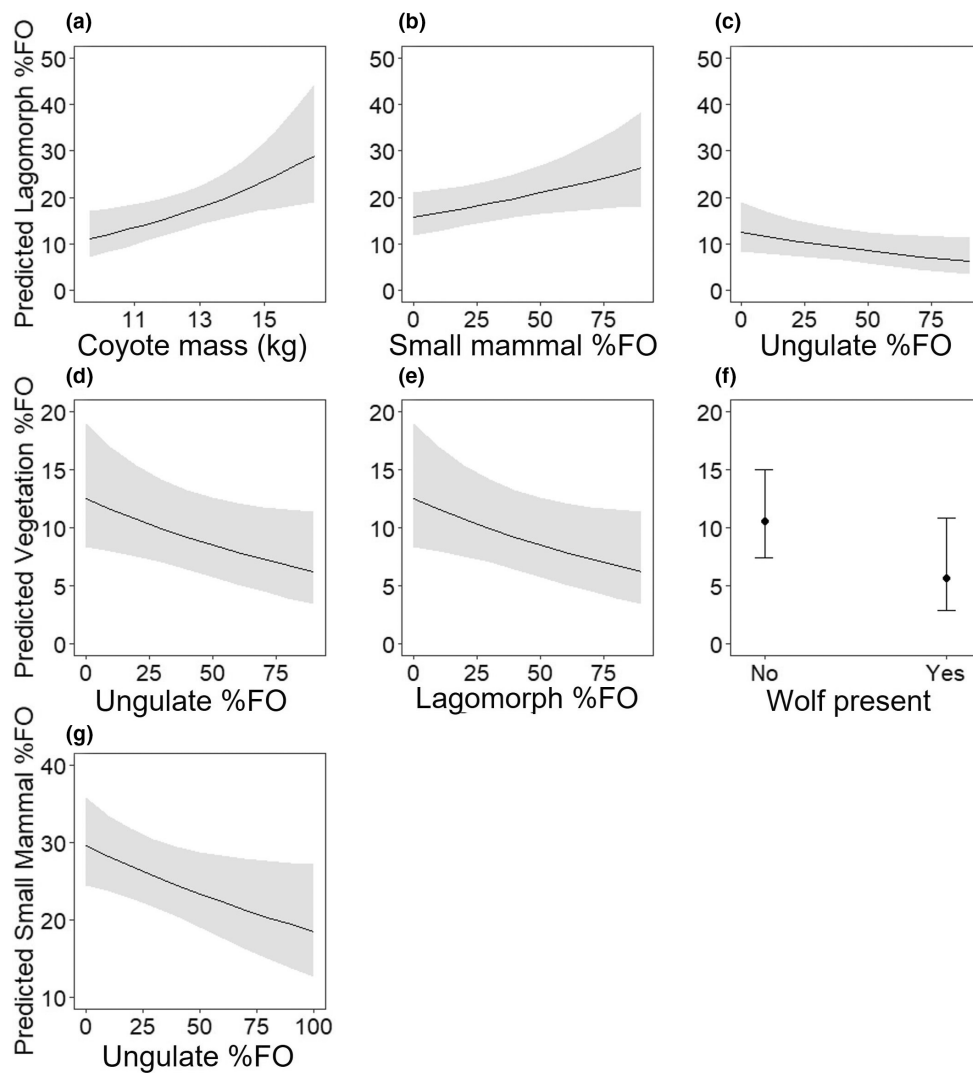 (a) (b) (c)
Predicted Lagomorph %FO
50 50 50
40 40 40
30 30 30
20 20 20
10 10 10
0 0 0
11 13 15 0 25 50 75 0 25 50 75
Coyote mass (kg) Small mammal %FO Ungulate %FO
(d) (e) (f)
Predicted Vegetation %FO
20 20 20
15 15 15
10 10 10
5 5 5
0 0 0
0 25 50 75 0 25 50 75 No Yes
Ungulate %FO Lagomorph %FO Wolf present
(g)
Predicted Small Mammal %FO
40
30
20
10
0 25 50 75 100
Ungulate %FO